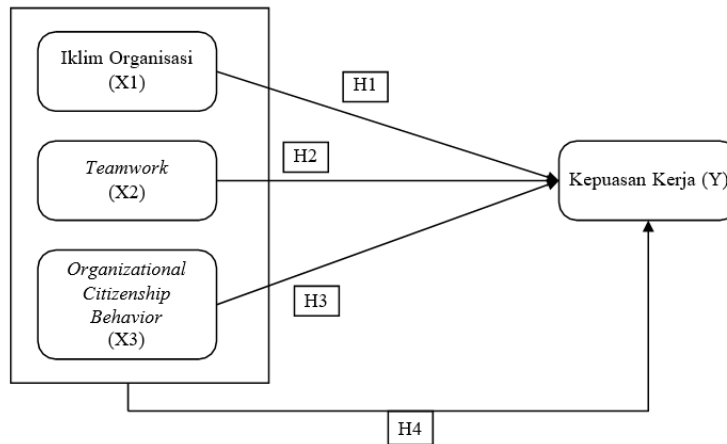 Iklim Organisasi
(X1)
H1
Teamwork
(X2)
H2
Kepuasan Kerja (Y)
Organizational
Citizenship
Behavior
(X3)
H3
H4